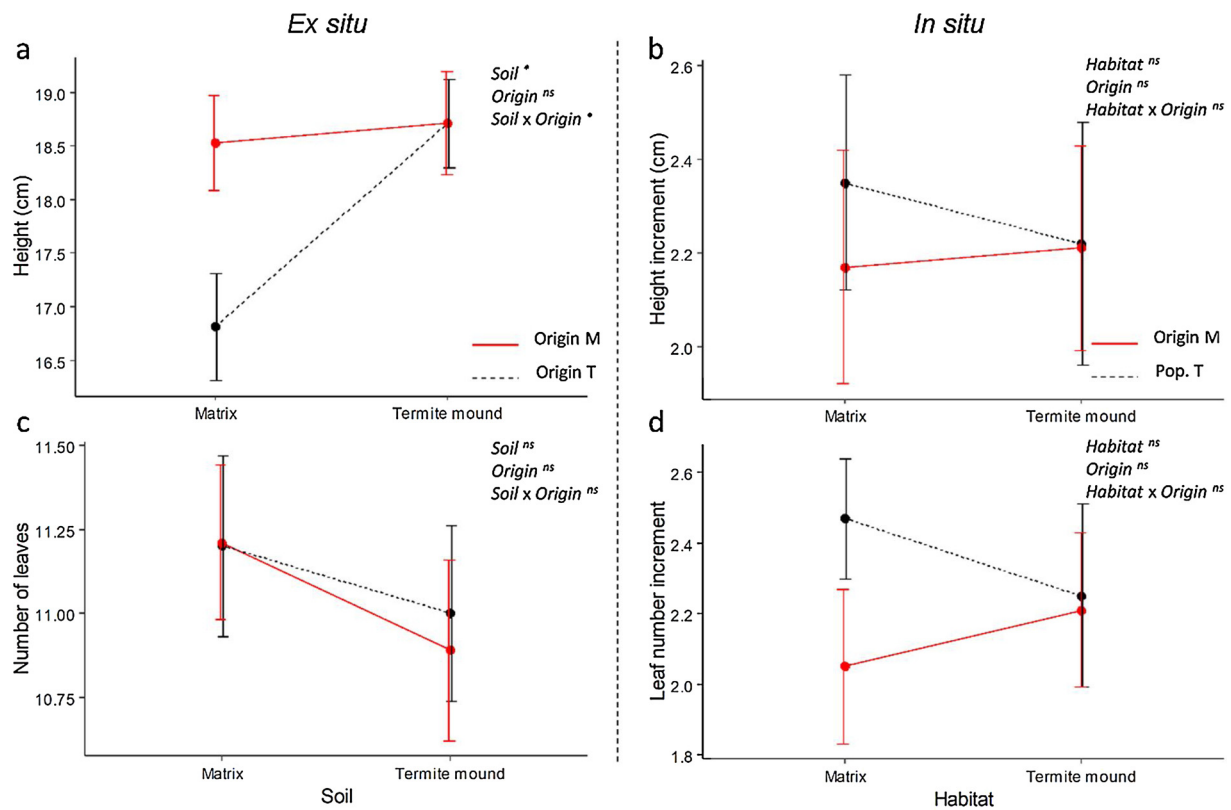 Ex situ
In situ
a
Height (cm)
19.0
18.5
18.0
17.5
17.0
16.5
Soil *
Origin ns
Soil x Origin *
Origin M
Origin T
Matrix
Termite mound
b
Height increment (cm)
2.6
2.4
2.2
2.0
Habitat ns
Origin ns
Habitat x Origin ns
Origin M
Pop. T
Matrix
Termite mound
c
Number of leaves
11.50
11.25
11.00
10.75
Soil ns
Origin ns
Soil x Origin ns
Matrix
Termite mound
Soil
d
Leaf number increment
2.6
2.4
2.2
2.0
1.8
Habitat ns
Origin ns
Habitat x Origin ns
Matrix
Termite mound
Habitat